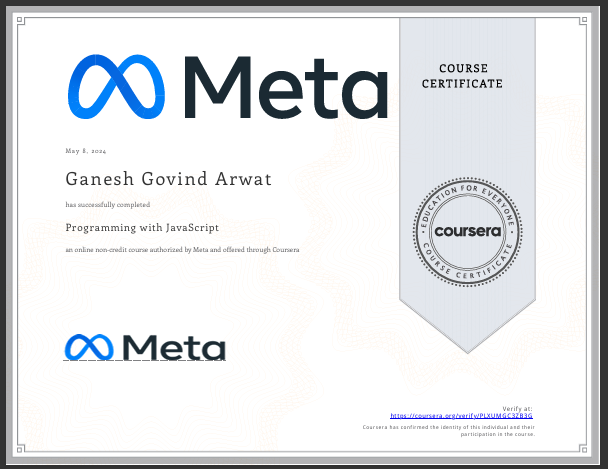 Meta
COURSE
CERTIFICATE
May 8, 2024
Ganesh Govind Arwat
has successfully completed
Programming with JavaScript
an online non-credit course authorized by Meta and offered through Coursera
EDUCATION FOR EVERYONE
coursera
COURSE CERTIFICATE
Meta
Verify at:
https://coursera.org/verify/PLXUMGC3ZB3G
Coursera has confirmed the identity of this individual and their
participation in the course.